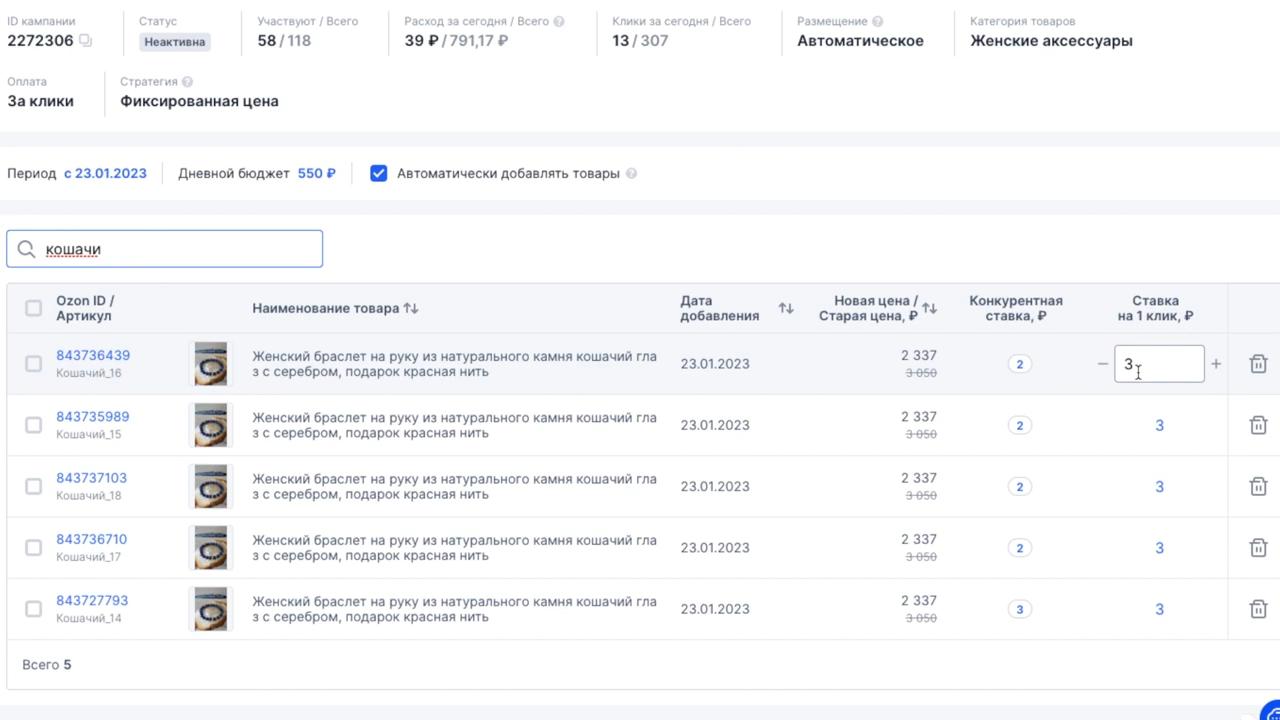 ID кампании
2272306
Статус
Неактивна
Участвуют / Всего
58 / 118
Расход за сегодня / Всего
39 ₽ / 791,17 ₽
Клики за сегодня / Всего
13 / 307
Размещение
Автоматическое
Категория товаров
Женские аксессуары
Оплата
За клики
Стратегия
Фиксированная цена
Период с 23.01.2023
Дневной бюджет 550 ₽
Автоматически добавлять товары
кошачи
Ozon ID /
Артикул
Наименование товара
Дата
добавления
Новая цена /
Старая цена, ₽
Конкурентная
ставка, ₽
Ставка
на 1 клик, ₽
843736439
Кошачий_16
Женский браслет на руку из натурального камня кошачий гла
з с серебром, подарок красная нить
23.01.2023
2 337
3 050
2
3
843735989
Кошачий_15
Женский браслет на руку из натурального камня кошачий гла
з с серебром, подарок красная нить
23.01.2023
2 337
3 050
2
3
843737103
Кошачий_18
Женский браслет на руку из натурального камня кошачий гла
з с серебром, подарок красная нить
23.01.2023
2 337
3 050
2
3
843736710
Кошачий_17
Женский браслет на руку из натурального камня кошачий гла
з с серебром, подарок красная нить
23.01.2023
2 337
3 050
2
3
843727793
Кошачий_14
Женский браслет на руку из натурального камня кошачий гла
з с серебром, подарок красная нить
23.01.2023
2 337
3 050
3
3
Всего 5